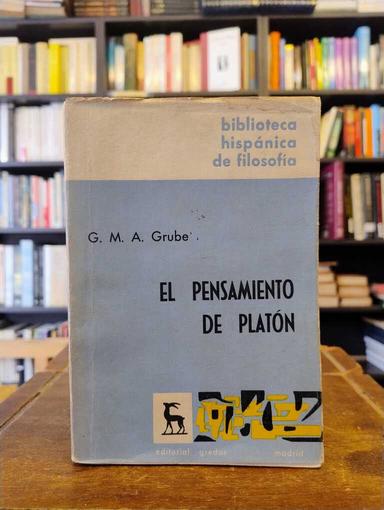 biblioteca
hispánica
de filosofía
G. M. A. Grube
EL PENSAMIENTO
DE PLATÓN
editorial gredos madrid